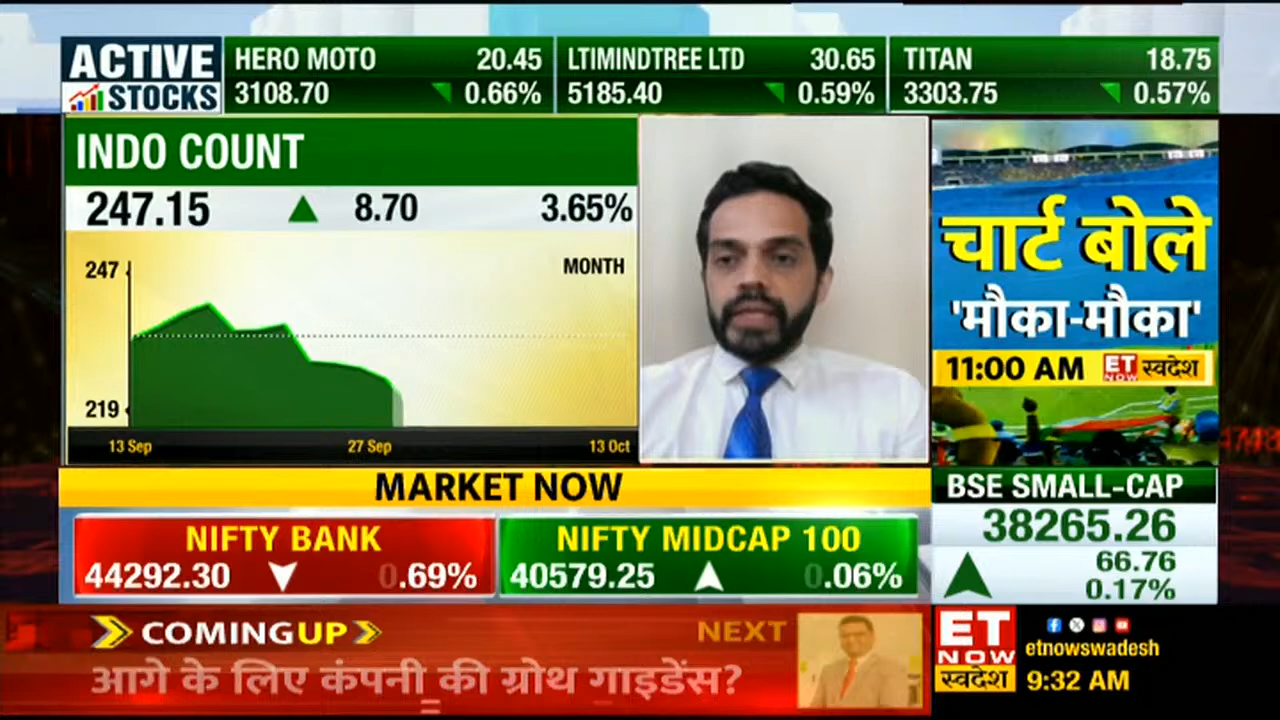 ACTIVE STOCKS
HERO MOTO 20.45
3108.70 0.66%
LTIMINDTREE LTD 30.65
5185.40 0.59%
TITAN 18.75
3303.75 0.57%
INDO COUNT
247.15 8.70 3.65%
247
MONTH
219
13 Sep 27 Sep 13 Oct
चार्ट बोले
'मौका-मौका'
11:00 AM ET NOW स्वदेश
MARKET NOW
NIFTY BANK
44292.30 0.69%
NIFTY MIDCAP 100
40579.25 0.06%
BSE SMALL-CAP
38265.26
66.76
0.17%
COMING UP
NEXT
आगे के लिए कंपनी की ग्रोथ गाइडेंस?
ET NOW स्वदेश
etnowswadesh
9:32 AM